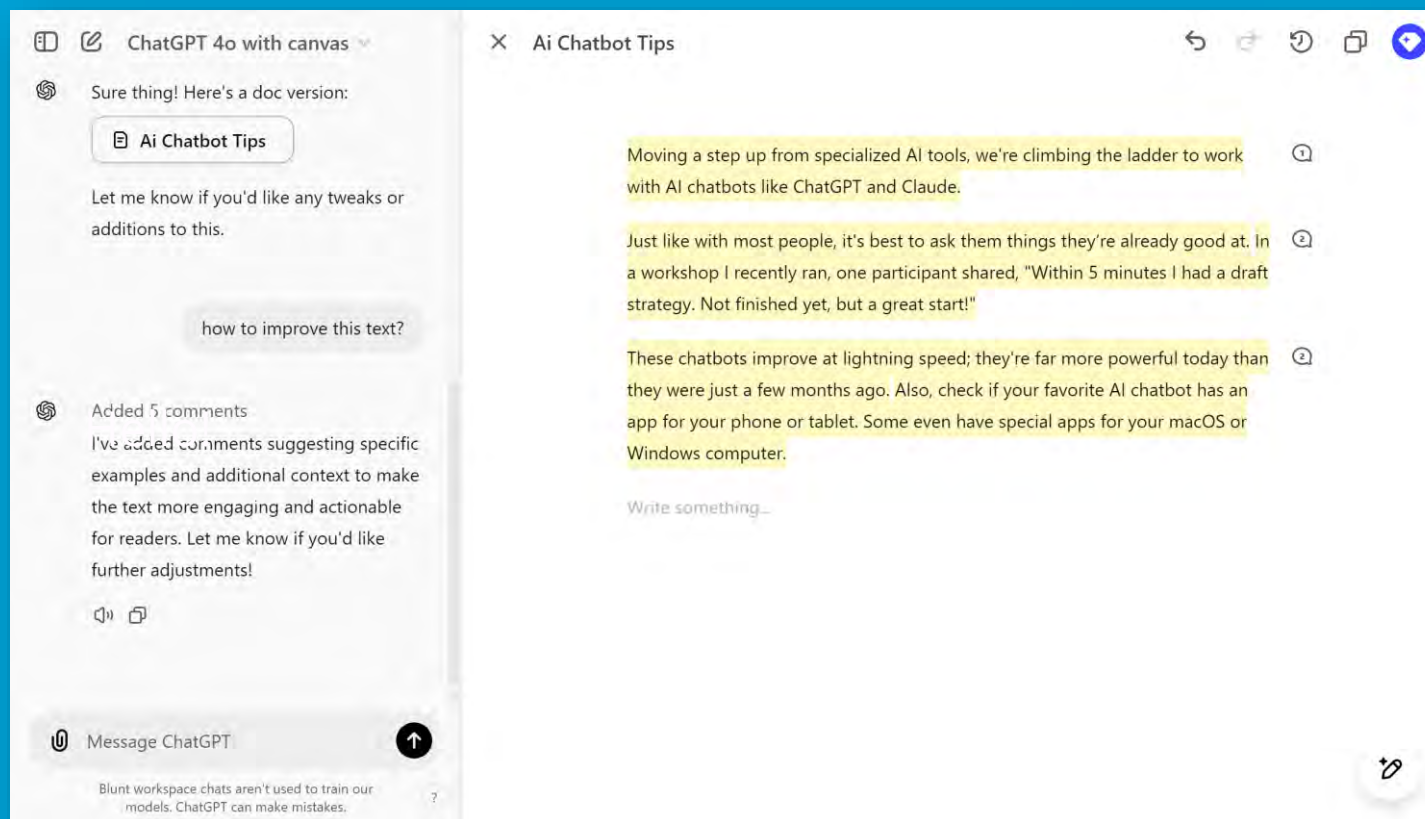 ChatGPT 4o with canvas
Sure thing! Here's a doc version:
Ai Chatbot Tips
Let me know if you'd like any tweaks or
additions to this.
how to improve this text?
Added 5 comments
I've added comments suggesting specific
examples and additional context to make
the text more engaging and actionable
for readers. Let me know if you'd like
further adjustments!
Message ChatGPT
Blunt workspace chats aren't used to train our
models. ChatGPT can make mistakes.
?
Ai Chatbot Tips
Moving a step up from specialized AI tools, we're climbing the ladder to work
with AI chatbots like ChatGPT and Claude.
1
Just like with most people, it's best to ask them things they're already good at. In
a workshop I recently ran, one participant shared, "Within 5 minutes I had a draft
strategy. Not finished yet, but a great start!"
2
These chatbots improve at lightning speed; they're far more powerful today than
they were just a few months ago. Also, check if your favorite AI chatbot has an
app for your phone or tablet. Some even have special apps for your macOS or
Windows computer.
2
Write something...